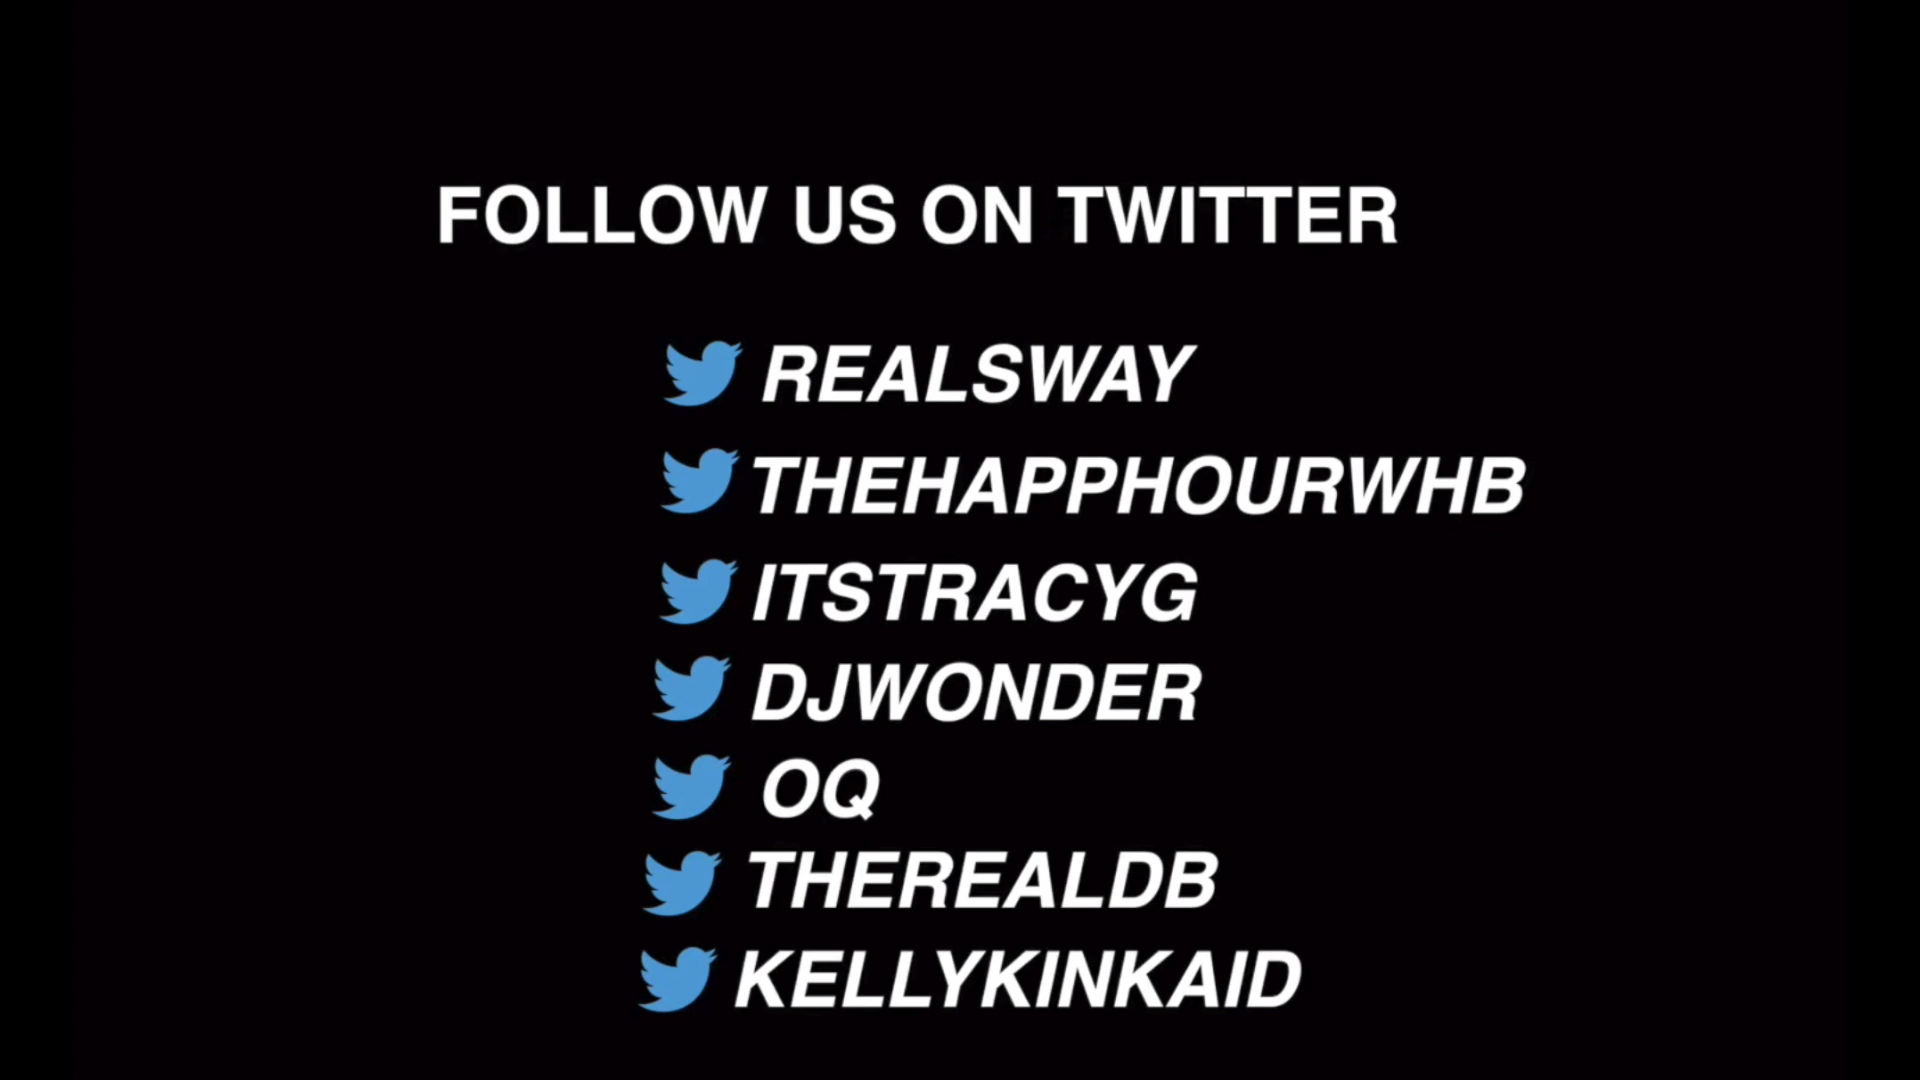 FOLLOW US ON TWITTER
REALSWAY
THEHAPPHOURWHB
ITSTRACYG
DJWONDER
OQ
THEREALDB
KELLYKINKAID